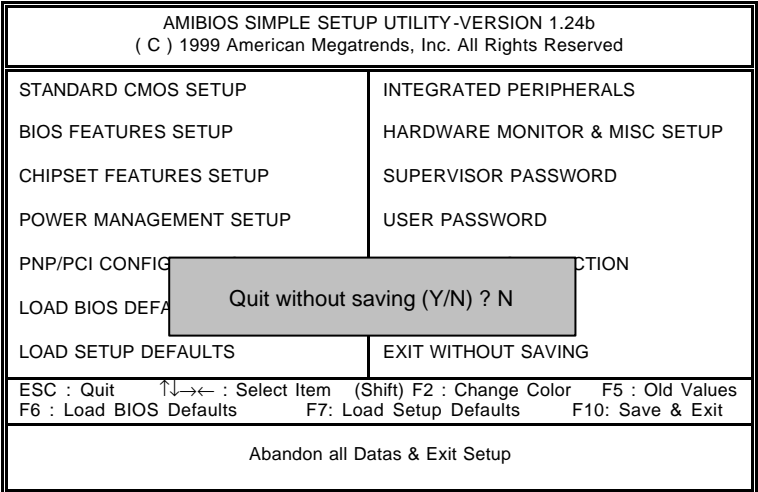 AMIBIOS SIMPLE SETUP UTILITY-VERSION 1.24b
( C ) 1999 American Megatrends, Inc. All Rights Reserved
STANDARD CMOS SETUP
BIOS FEATURES SETUP
CHIPSET FEATURES SETUP
POWER MANAGEMENT SETUP
PNP/PCI CONFIG
LOAD BIOS DEFA
LOAD SETUP DEFAULTS
INTEGRATED PERIPHERALS
HARDWARE MONITOR & MISC SETUP
SUPERVISOR PASSWORD
USER PASSWORD
CTION
EXIT WITHOUT SAVING
Quit without saving (Y/N) ? N
ESC : Quit ↑↓→← : Select Item (Shift) F2 : Change Color F5 : Old Values
F6 : Load BIOS Defaults F7: Load Setup Defaults F10: Save & Exit
Abandon all Datas & Exit Setup